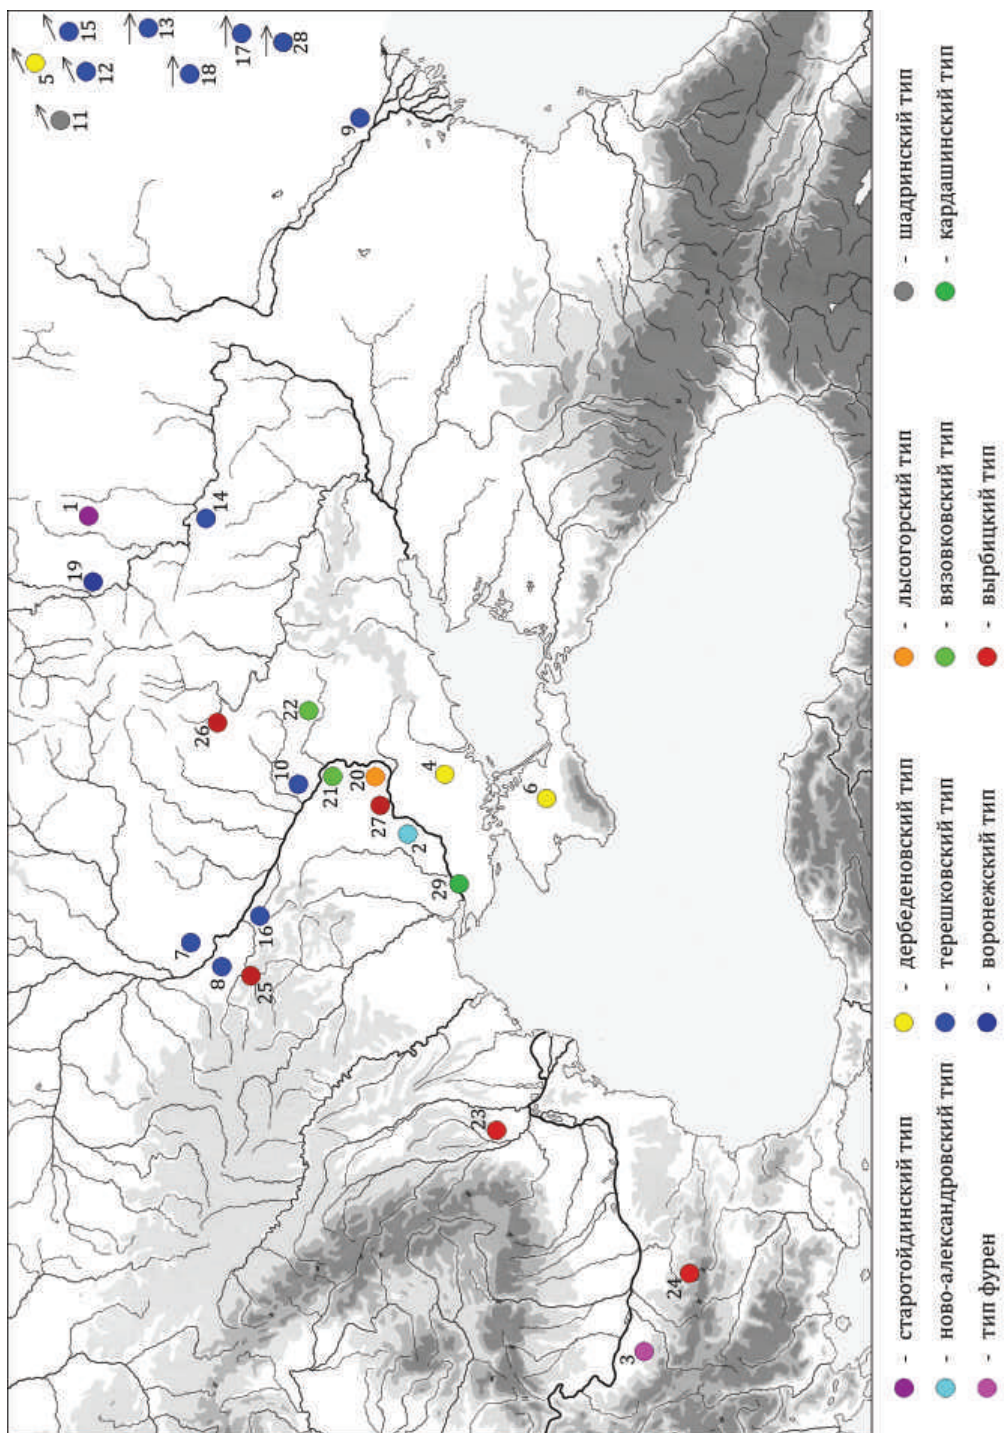 5
1
19
11
15
12
13
7
26
18
8
14
17
25
16
10
22
28
21
9
20
27
2
4
29
23
6
3
24
- старотойдинский тип
- дербеденовский тип
- лысогорский тип
- шадринский тип
- ново-александровский тип
- терешковский тип
- вязовковский тип
- кардашинский тип
- тип фурен
- воронежский тип
- вырбицкий тип